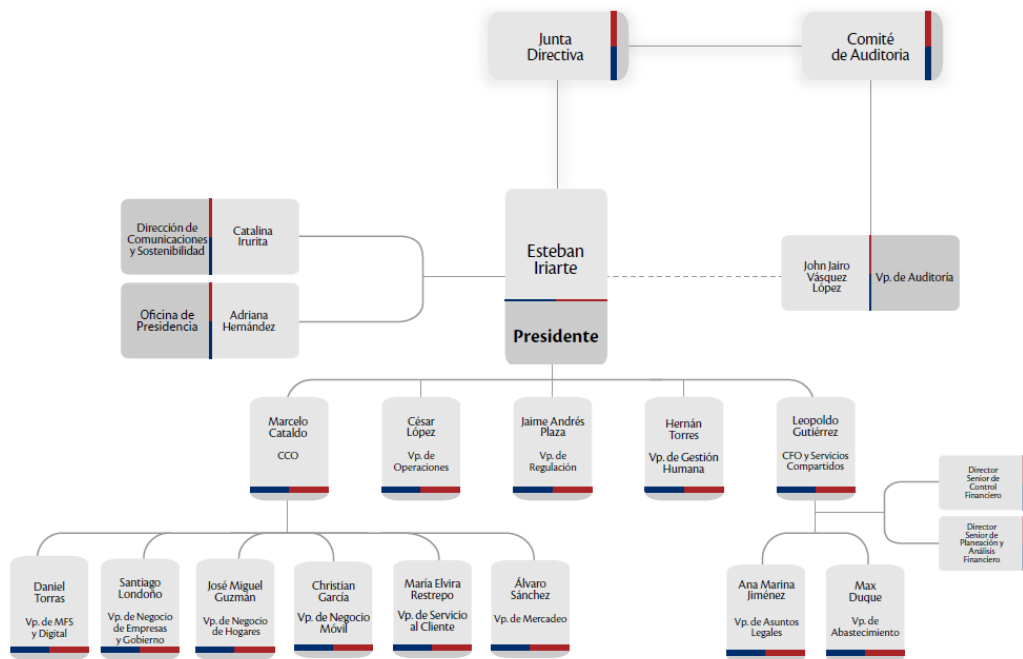 Junta
Directiva
Comité
de Auditoria
Dirección de
Comunicaciones
y Sostenibilidad
Catalina
Irurita
Oficina de
Presidencia
Adriana
Hernández
Esteban
Iriarte
Presidente
John Jairo
Vásquez
López
Vp. de Auditoría
Marcelo
Cataldo
CCO
César
López
Vp. de
Operaciones
Jaime Andrés
Plaza
Vp. de
Regulación
Hernán
Torres
Vp. de Gestión
Humana
Leopoldo
Gutiérrez
CFO y Servicios
Compartidos
Director
Senior de
Control
Financiero
Director
Senior de
Planeación y
Análisis
Financiero
Daniel
Torras
Vp. de MFS
y Digital
Santiago
Londoño
Vp. de Negocio
de Empresas
y Gobierno
José Miguel
Guzmán
Vp. de Negocio
de Hogares
Christian
García
Vp. de Negocio
Móvil
María Elvira
Restrepo
Vp. de Servicio
al Cliente
Álvaro
Sánchez
Vp. de Mercadeo
Ana Marina
Jiménez
Vp. de Asuntos
Legales
Max
Duque
Vp. de
Abastecimiento